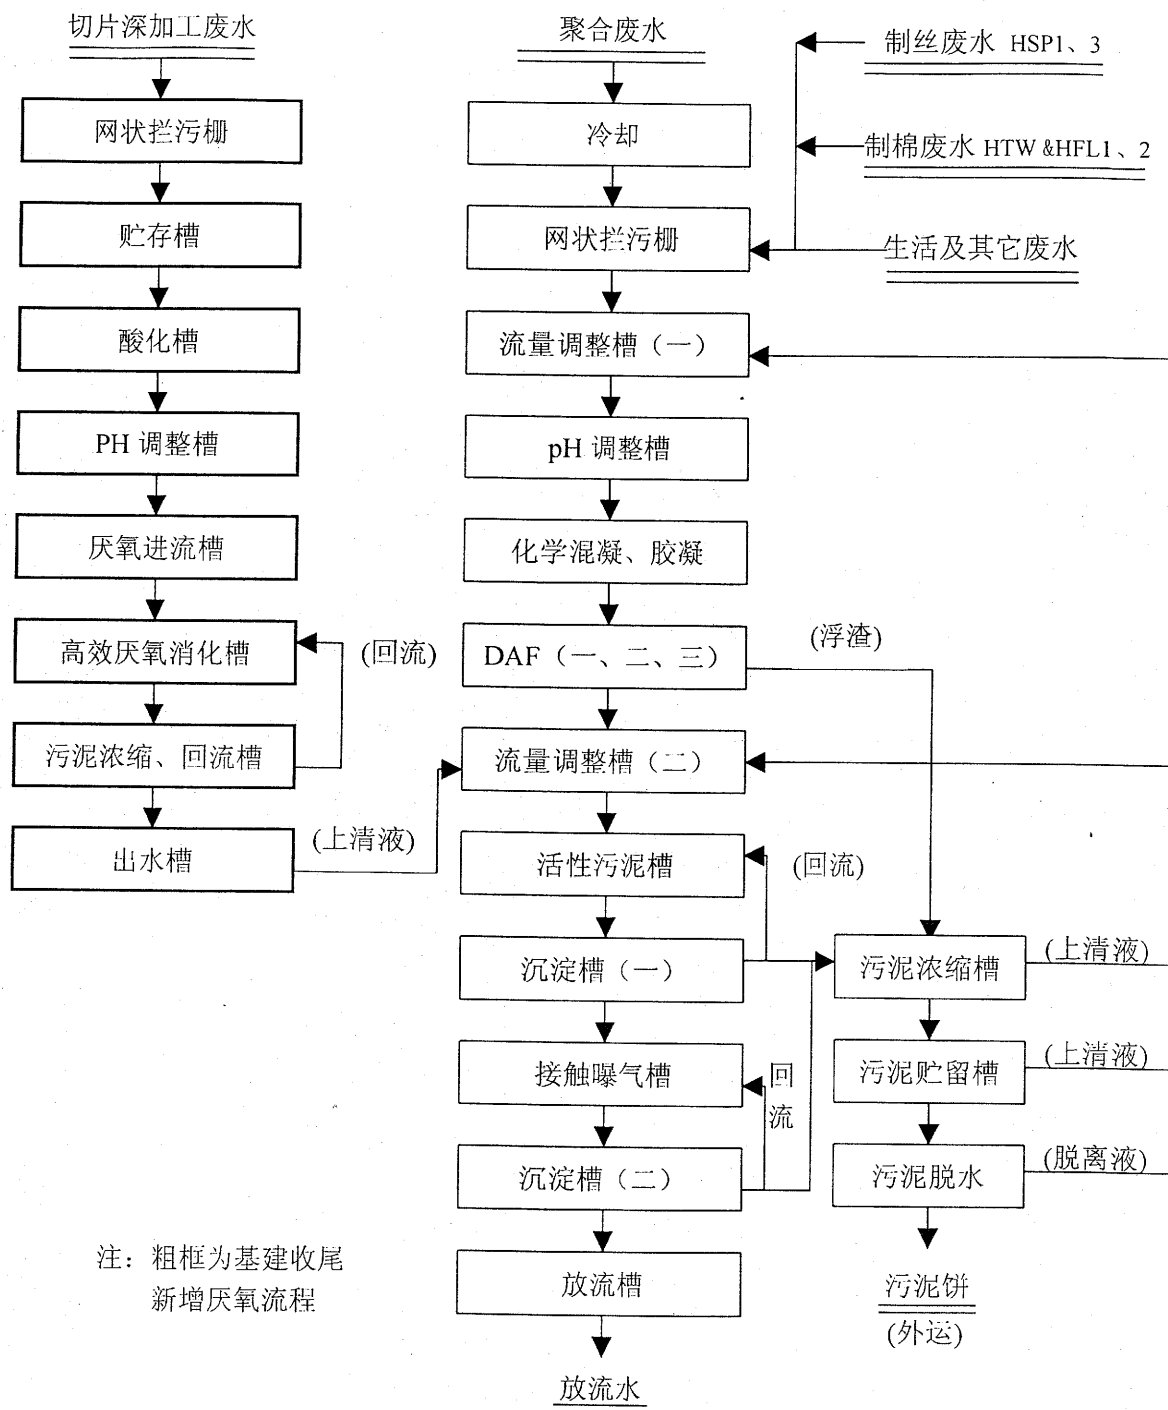 切片深加工废水
网状拦污栅
贮存槽
酸化槽
PH 调整槽
厌氧进流槽
高效厌氧消化槽
(回流)
污泥浓缩、回流槽
出水槽
(上清液)
聚合废水
冷却
网状拦污栅
流量调整槽（一）
pH 调整槽
化学混凝、胶凝
DAF（一、二、三）
(浮渣)
流量调整槽（二）
活性污泥槽
(回流)
沉淀槽（一）
接触曝气槽
回
流
沉淀槽（二）
放流槽
放流水
制丝废水 HSP1、3
制棉废水 HTW &HFL1、2
生活及其它废水
污泥浓缩槽
(上清液)
污泥贮留槽
(上清液)
污泥脱水
(脱离液)
污泥饼
(外运)
注：粗框为基建收尾
新增厌氧流程